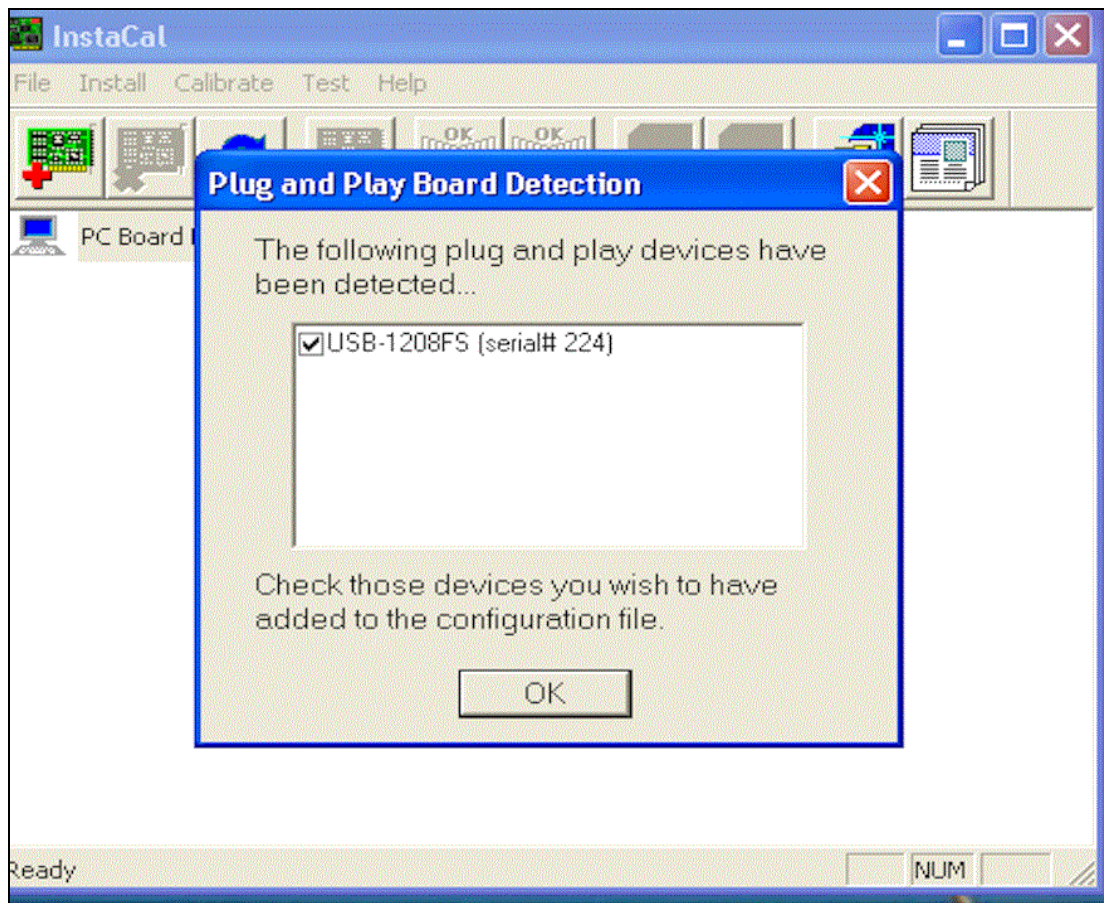 InstaCal
File Install Calibrate Test Help
OK OK
Plug and Play Board Detection
PC Board
The following plug and play devices have
been detected...
USB-1208FS (serial# 224)
Check those devices you wish to have
added to the configuration file.
OK
Ready NUM